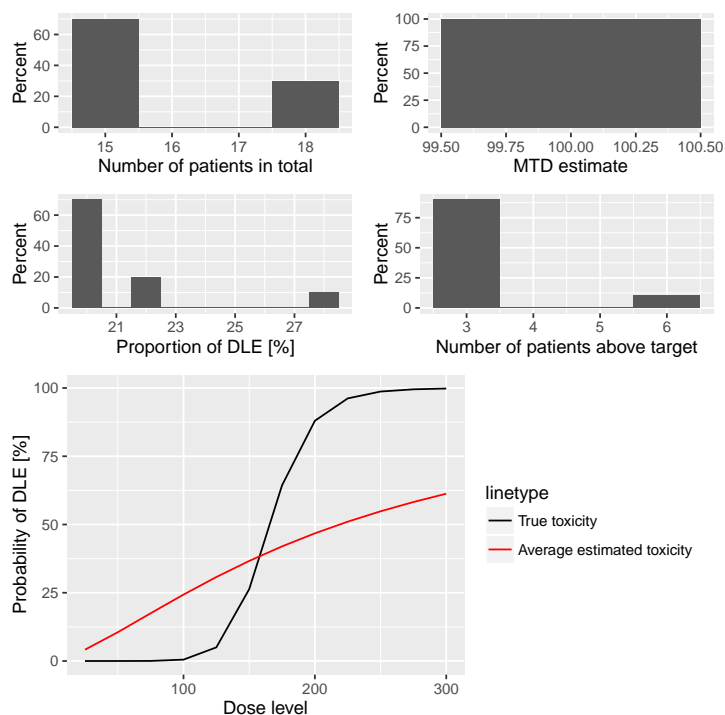 60
40
20
0
Percent
15 16 17 18
Number of patients in total
100
75
50
25
0
Percent
99.50 99.75 100.00 100.25 100.50
MTD estimate
60
40
20
0
Percent
21 23 25 27
Proportion of DLE [%]
75
50
25
0
Percent
3 4 5 6
Number of patients above target
100
75
50
25
0
Probability of DLE [%]
100 200 300
Dose level
linetype
True toxicity
Average estimated toxicity